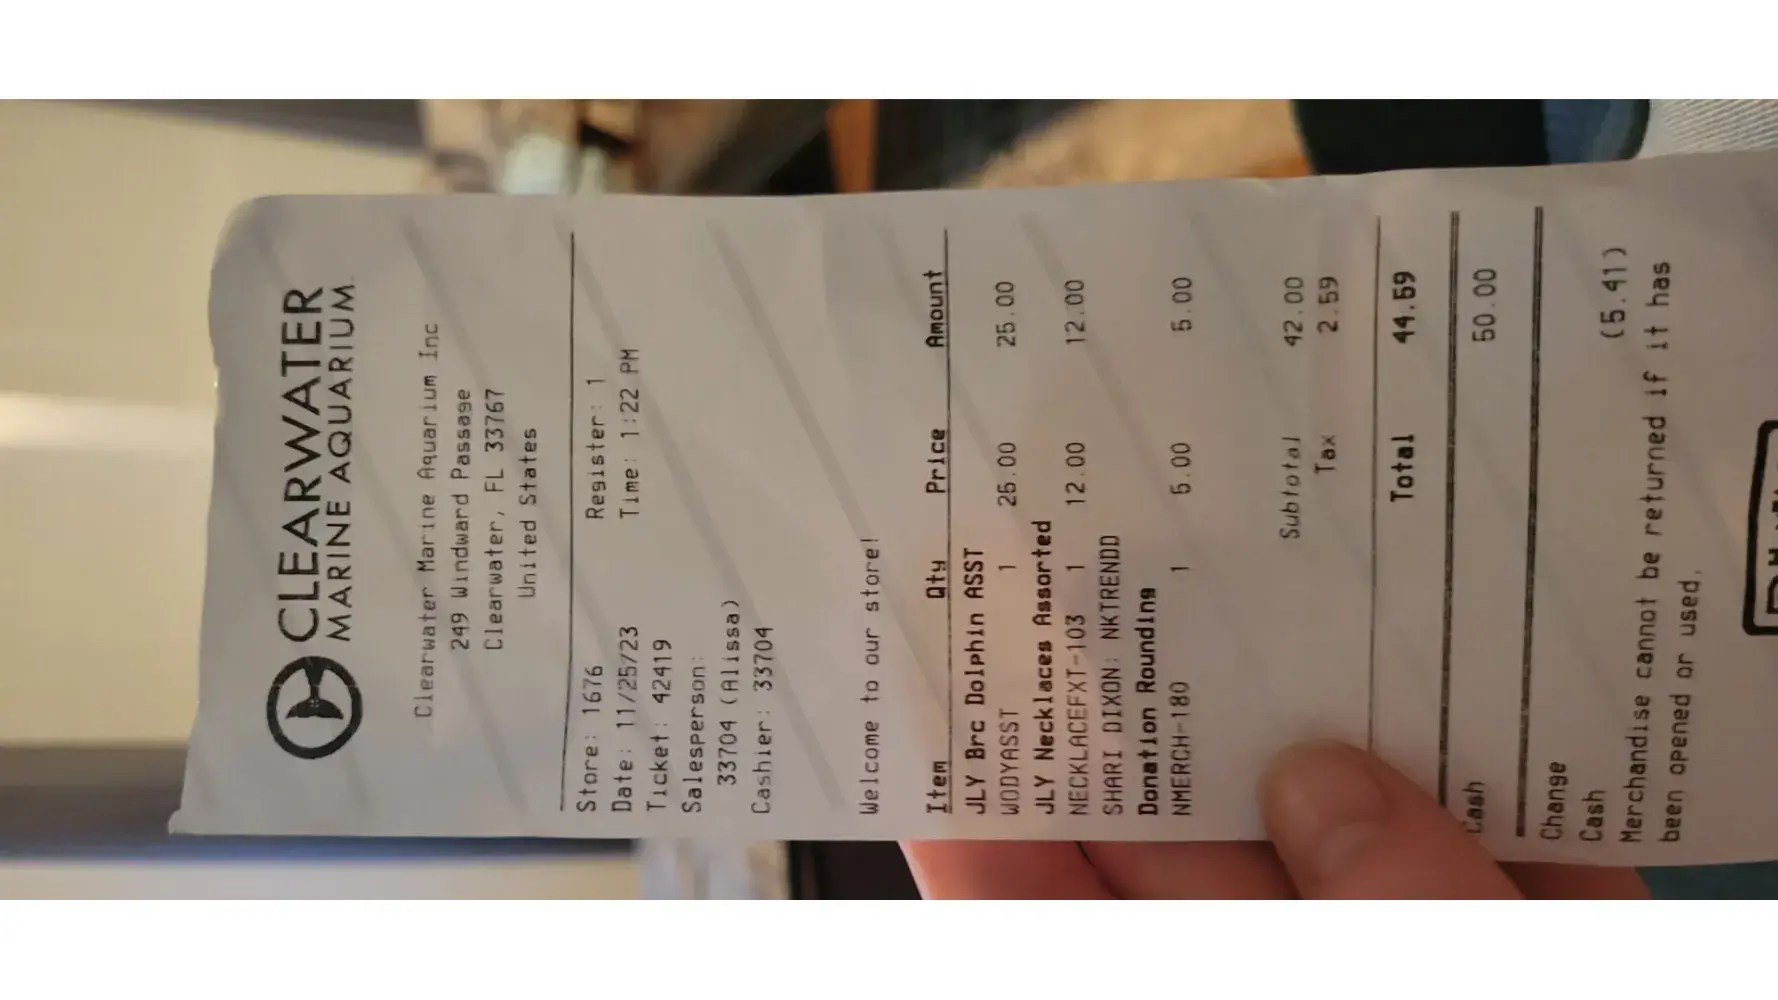 CLEARWATER
MARINE AQUARIUM
Clearwater Marine Aquarium Inc
249 Windward Passage
Clearwater, FL 33767
United States
Store: 1676 Register: 1
Date: 11/25/23 Time: 1:22 PM
Ticket: 42419
Salesperson:
33704 (Alissa)
Cashier: 33704
Welcome to our store!
Item Qty Price Amount
JLY Brc Dolphin ASST
WODYASST 1 25.00 25.00
JLY Necklaces Assorted
NECKLACEFXT-103 1 12.00 12.00
SHARI DIXON: NKTRENDD
Donation Rounding
NMERCH-180 1 5.00 5.00
Subtotal 42.00
Tax 2.59
Total 44.59
Cash 50.00
Change
Cash (5.41)
Merchandise cannot be returned if it has
been opened or used.